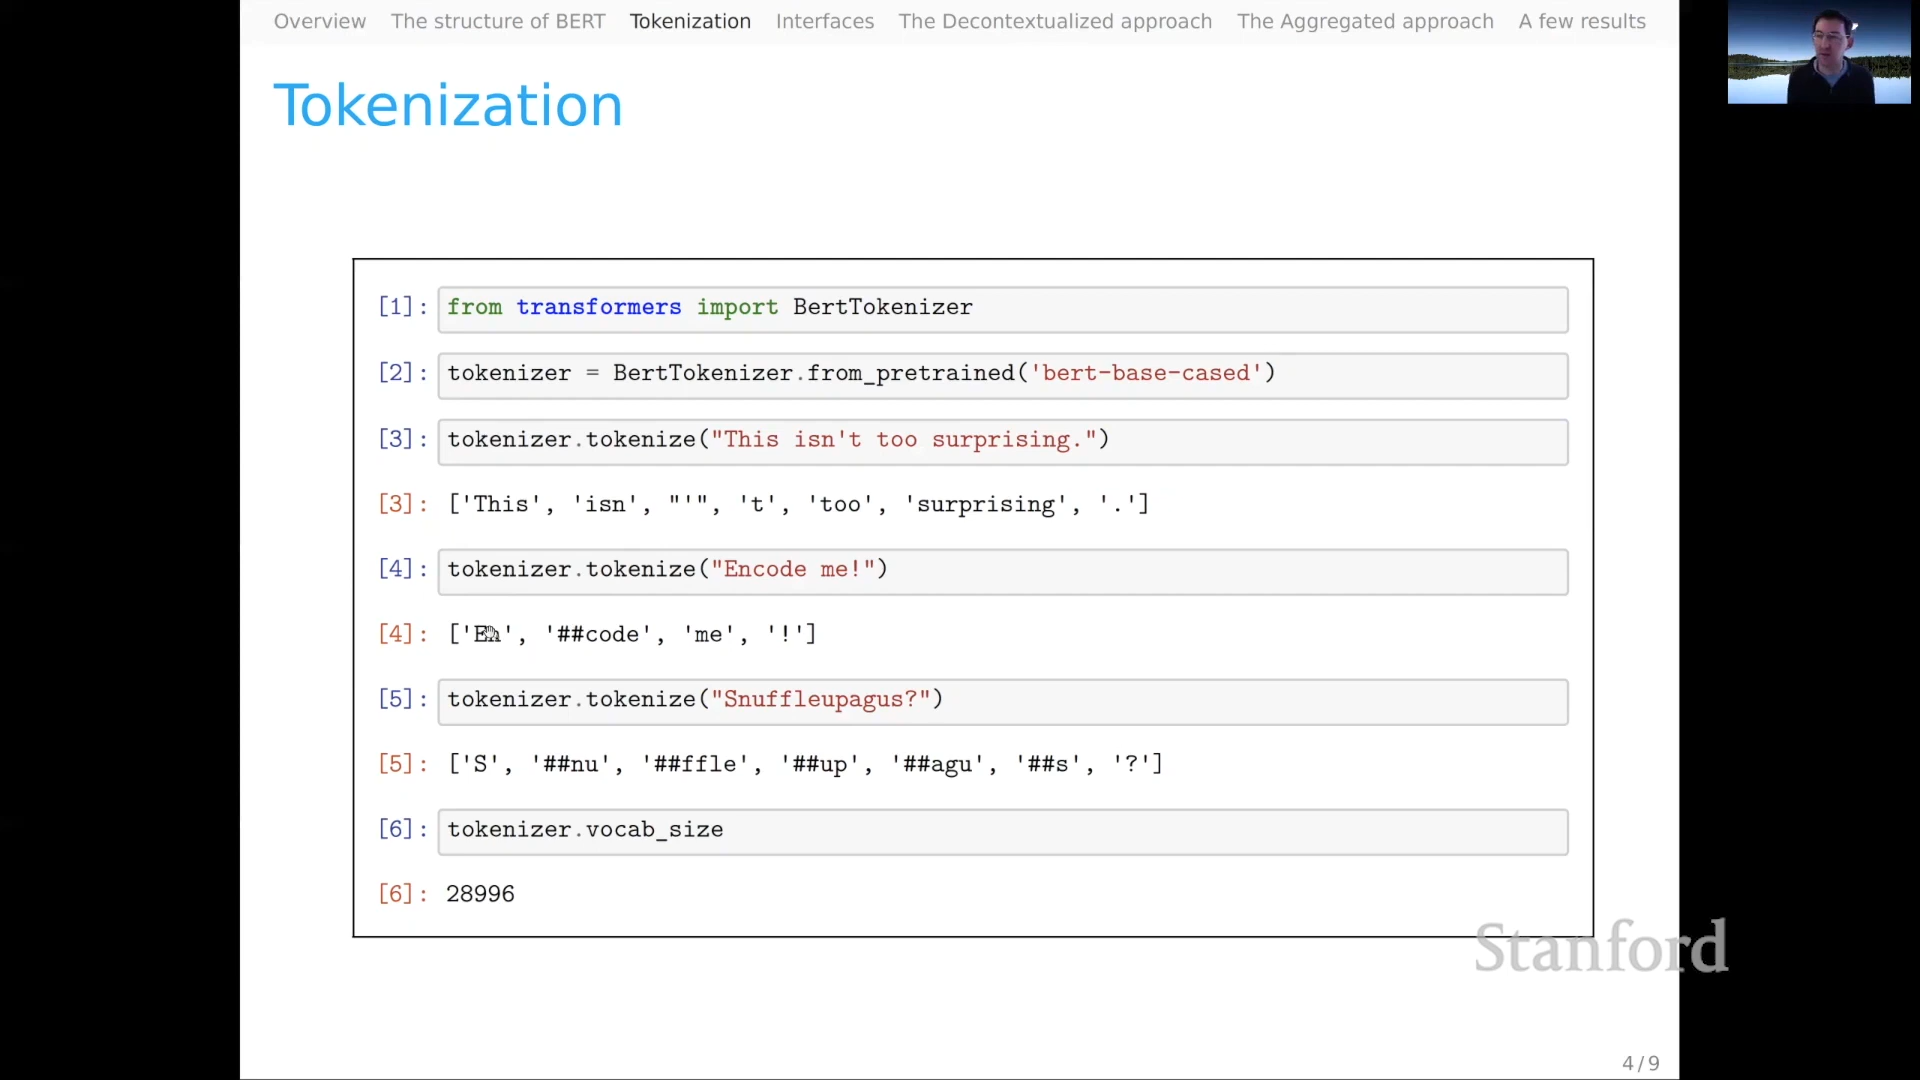 Overview The structure of BERT Tokenization Interfaces The Decontextualized approach The Aggregated approach A few results
Tokenization
[1]: from transformers import BertTokenizer
[2]: tokenizer = BertTokenizer.from_pretrained('bert-base-cased')
[3]: tokenizer.tokenize("This isn't too surprising.")
[3]: ['This', 'isn', "'", 't', 'too', 'surprising', '.']
[4]: tokenizer.tokenize("Encode me!")
[4]: ['En', '##code', 'me', '!']
[5]: tokenizer.tokenize("Snuffleupagus?")
[5]: ['S', '##nu', '##ffle', '##up', '##agu', '##s', '?']
[6]: tokenizer.vocab_size
[6]: 28996
Stanford
4/9